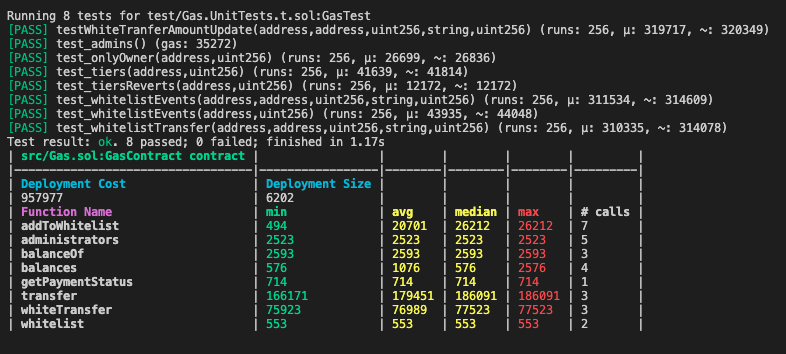 Running 8 tests for test/Gas.UnitTests.t.sol:GasTest
[PASS] testWhiteTranferAmountUpdate(address,address,uint256,string,uint256) (runs: 256, μ: 319717, ~: 320349)
[PASS] test_admins() (gas: 35272)
[PASS] test_onlyOwner(address,uint256) (runs: 256, μ: 26699, ~: 26836)
[PASS] test_tiers(address,uint256) (runs: 256, μ: 41639, ~: 41814)
[PASS] test_tiersReverts(address,uint256) (runs: 256, μ: 12172, ~: 12172)
[PASS] test_whitelistEvents(address,address,uint256,string,uint256) (runs: 256, μ: 311534, ~: 314609)
[PASS] test_whitelistEvents(address,uint256) (runs: 256, μ: 43935, ~: 44048)
[PASS] test_whitelistTransfer(address,address,uint256,string,uint256) (runs: 256, μ: 310335, ~: 314078)
Test result: ok. 8 passed; 0 failed; finished in 1.17s
| src/Gas.sol:GasContract contract | | | | | |
|----------------------------------|-----------------|--------|--------|--------|---------|
| Deployment Cost | Deployment Size | | | | |
| 957977 | 6202 | | | | |
| Function Name | min | avg | median | max | # calls |
| addToWhitelist | 494 | 20701 | 26212 | 26212 | 7 |
| administrators | 2523 | 2523 | 2523 | 2523 | 5 |
| balanceOf | 2593 | 2593 | 2593 | 2593 | 3 |
| balances | 576 | 1076 | 576 | 2576 | 4 |
| getPaymentStatus | 714 | 714 | 714 | 714 | 1 |
| transfer | 166171 | 179451 | 186091 | 186091 | 3 |
| whiteTransfer | 75923 | 76989 | 77523 | 77523 | 3 |
| whitelist | 553 | 553 | 553 | 553 | 2 |